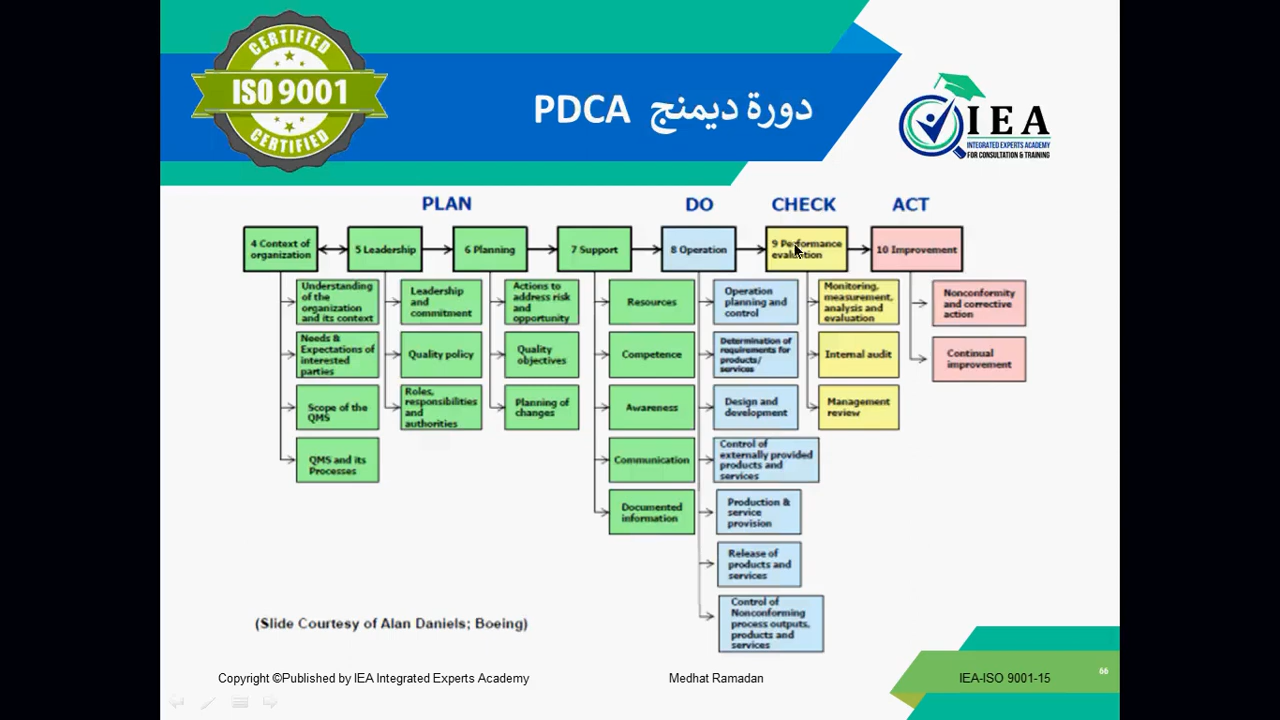 CERTIFIED
ISO 9001
CERTIFIED
دورة ديمنج PDCA
IEA
INTEGRATED EXPERTS ACADEMY
FOR CONSULTATION & TRAINING
PLAN
DO
CHECK
ACT
4 Context of
organization
5 Leadership
6 Planning
7 Support
8 Operation
9 Performance
evaluation
10 Improvement
Understanding
of the
organization
and its context
Needs &
Expectations of
interested
parties
Scope of the
QMS
QMS and its
Processes
Leadership
and
commitment
Quality policy
Roles,
responsibilities
and
authorities
Actions to
address risk
and
opportunity
Quality
objectives
Planning of
changes
Resources
Competence
Awareness
Communication
Documented
information
Operation
planning and
control
Determination of
requirements for
products/
services
Design and
development
Control of
externally provided
products and
services
Production &
service
provision
Release of
products and
services
Control of
Nonconforming
process outputs,
products and
services
Monitoring,
measurement,
analysis and
evaluation
Internal audit
Management
review
Nonconformity
and corrective
action
Continual
improvement
(Slide Courtesy of Alan Daniels; Boeing)
Copyright ©Published by IEA Integrated Experts Academy
Medhat Ramadan
IEA-ISO 9001-15
٦٦